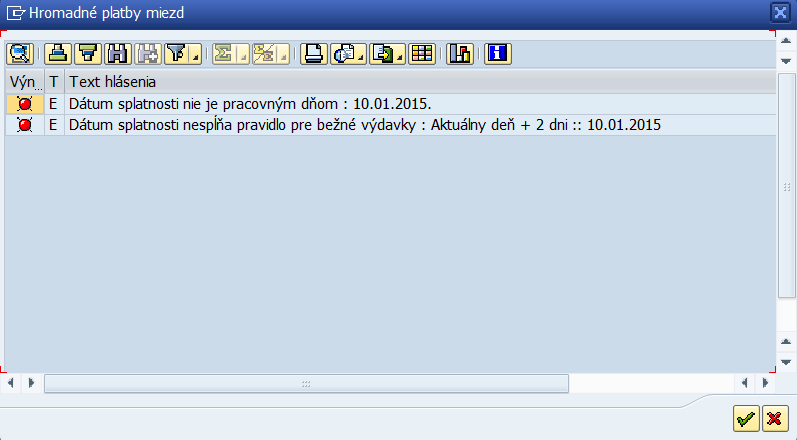 Hromadné platby miezd
Výn... T Text hlásenia
E Dátum splatnosti nie je pracovným dňom : 10.01.2015.
E Dátum splatnosti nespĺňa pravidlo pre bežné výdavky : Aktuálny deň + 2 dni :: 10.01.2015